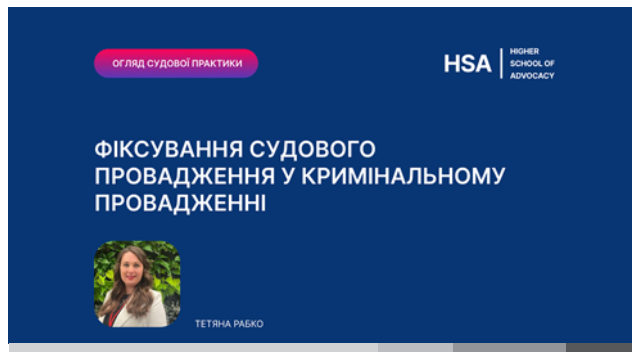 ОГЛЯД СУДОВОЇ ПРАКТИКИ
HSA
HIGHER
SCHOOL OF
ADVOCACY
ФІКСУВАННЯ СУДОВОГО
ПРОВАДЖЕННЯ У КРИМІНАЛЬНОМУ
ПРОВАДЖЕННІ
ТЕТЯНА РАБКО